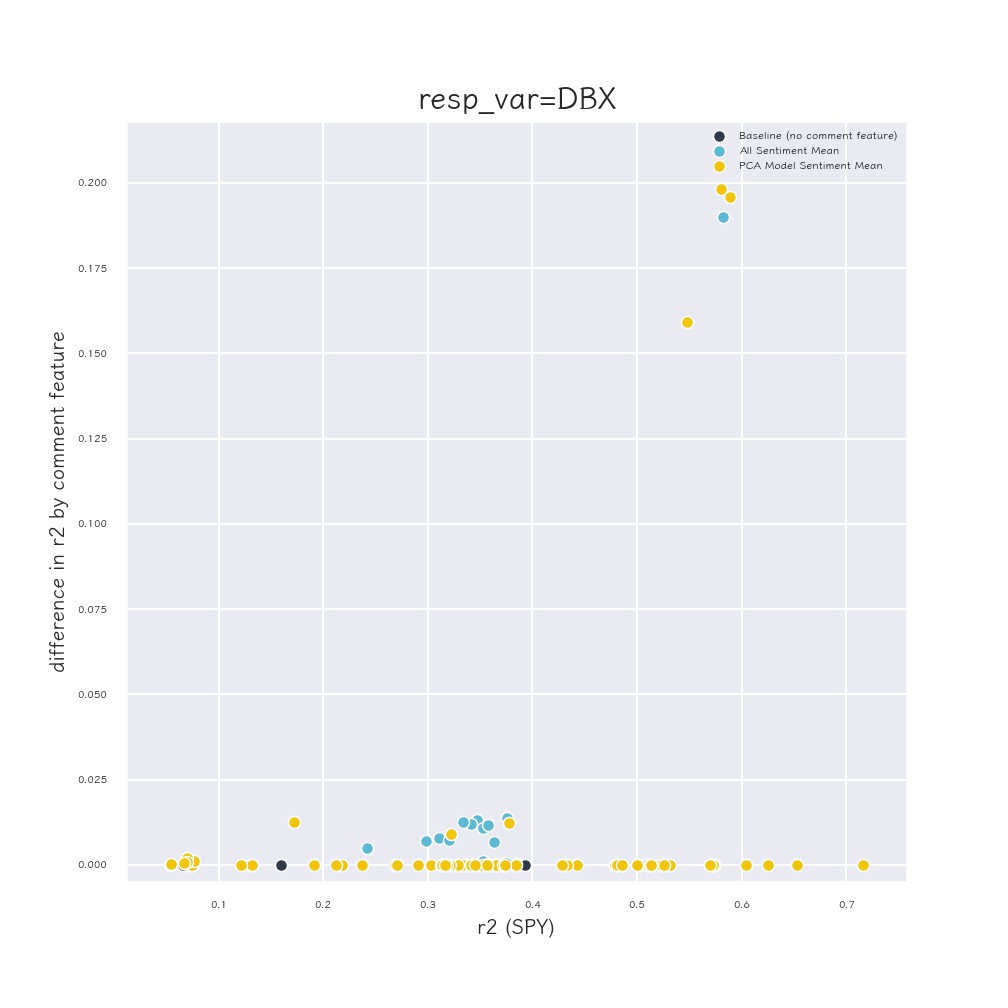 resp_var=DBX
Baseline (no comment feature)
All Sentiment Mean
PCA Model Sentiment Mean
difference in r2 by comment feature
0.200
0.175
0.150
0.125
0.100
0.075
0.050
0.025
0.000
0.1 0.2 0.3 0.4 0.5 0.6 0.7
r2 (SPY)